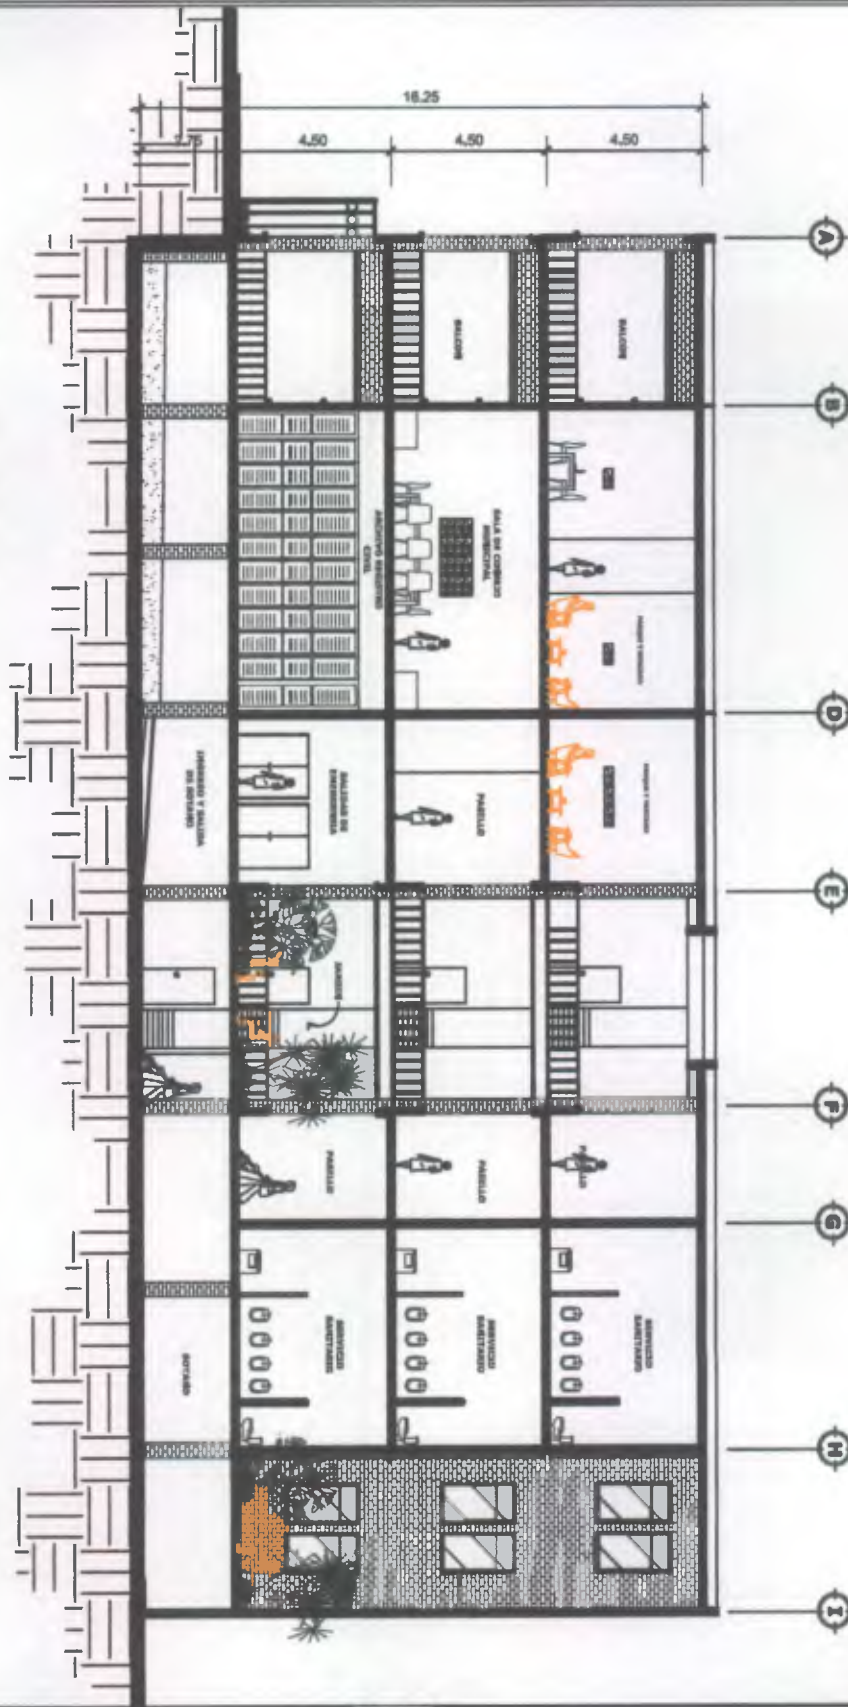 A
B
D
E
F
G
H
I
16.25
4.50
4.50
4.50
2.75
BALCON
BALCON
SALA DE CONSEJO
MUNICIPAL
ARCHIVO REGISTRO
CIVIL
PASILLO
SALIDAS DE
EMERGENCIA
INGRESO Y SALIDA
DE SOTANO
JARDIN
PASILLO
PASILLO
PASILLO
SERVICIO
SANITARIO
SERVICIO
SANITARIO
SERVICIO
SANITARIO
SOTANO